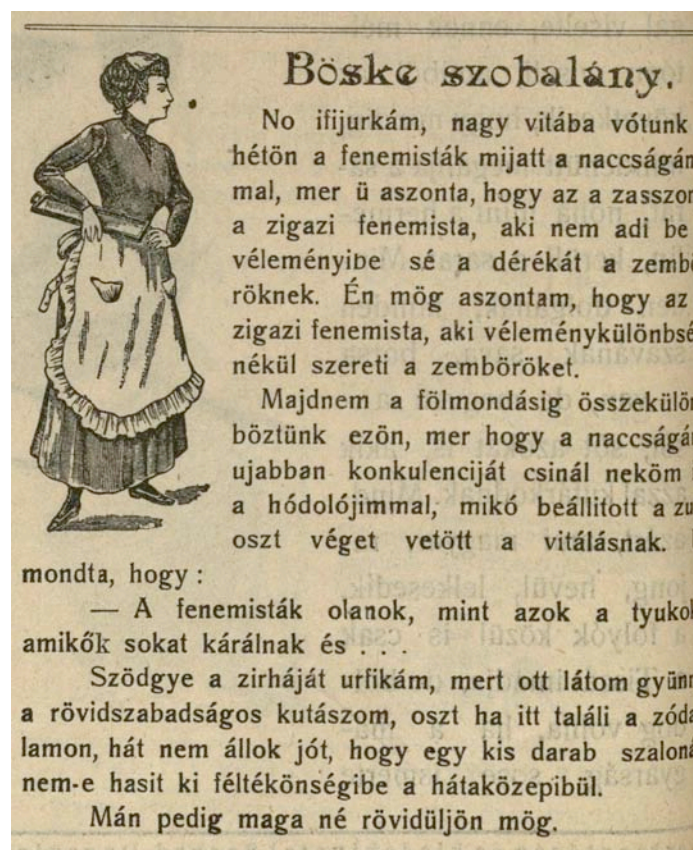 Böske szobalány.
No ifijurkám, nagy vitába vótunk
hétön a fenemisták mijatt a naccságám
mal, mer ü aszonta, hogy az a zasszon
a zigazi fenemista, aki nem adi be
véleményibe sé a dérékát a zembö
röknek. Én mög aszontam, hogy az
zigazi fenemista, aki véleménykülönbsé
nékül szereti a zemböröket.
Majdnem a fölmondásig összekülön
böztünk ezön, mer hogy a naccságám
ujabban konkulenciját csinál neköm
a hódolójimmal, mikó beállitott a zu
oszt véget vetött a vitálásnak.
mondta, hogy :
— A fenemisták olanok, mint azok a tyukok
amikők sokat kárálnak és . . .
Szödgye a zirháját urfikám, mert ott látom gyünn
a rövidszabadságos kutászom, oszt ha itt találi a zóda
lamon, hát nem állok jót, hogy egy kis darab szaloná
nem-e hasit ki féltékönségibe a hátaközepibül.
Mán pedig maga né rövidüljön mög.